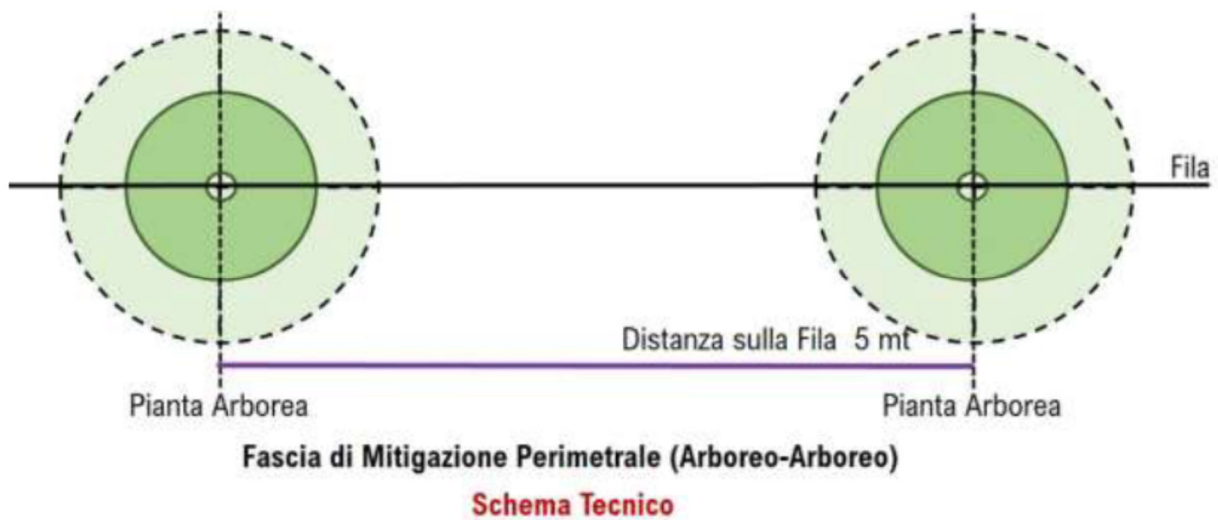 Fila
Distanza sulla Fila 5 mt
Pianta Arborea
Pianta Arborea
Fascia di Mitigazione Perimetrale (Arboreo-Arboreo)
Schema Tecnico